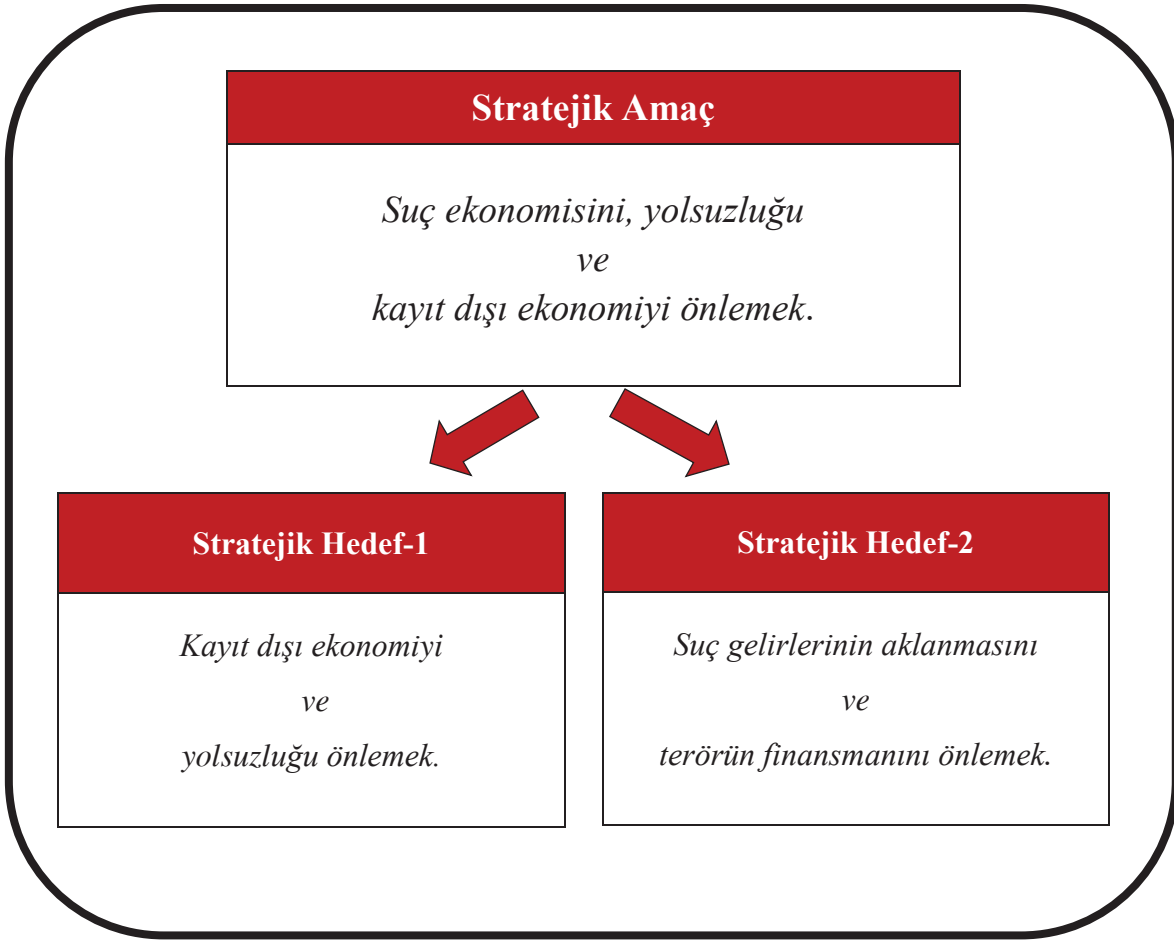 Stratejik Amaç
Suç ekonomisini, yolsuzluğu
ve
kayıt dışı ekonomiyi önlemek.
Stratejik Hedef-1
Kayıt dışı ekonomiyi
ve
yolsuzluğu önlemek.
Stratejik Hedef-2
Suç gelirlerinin aklanmasını
ve
terörün finansmanını önlemek.